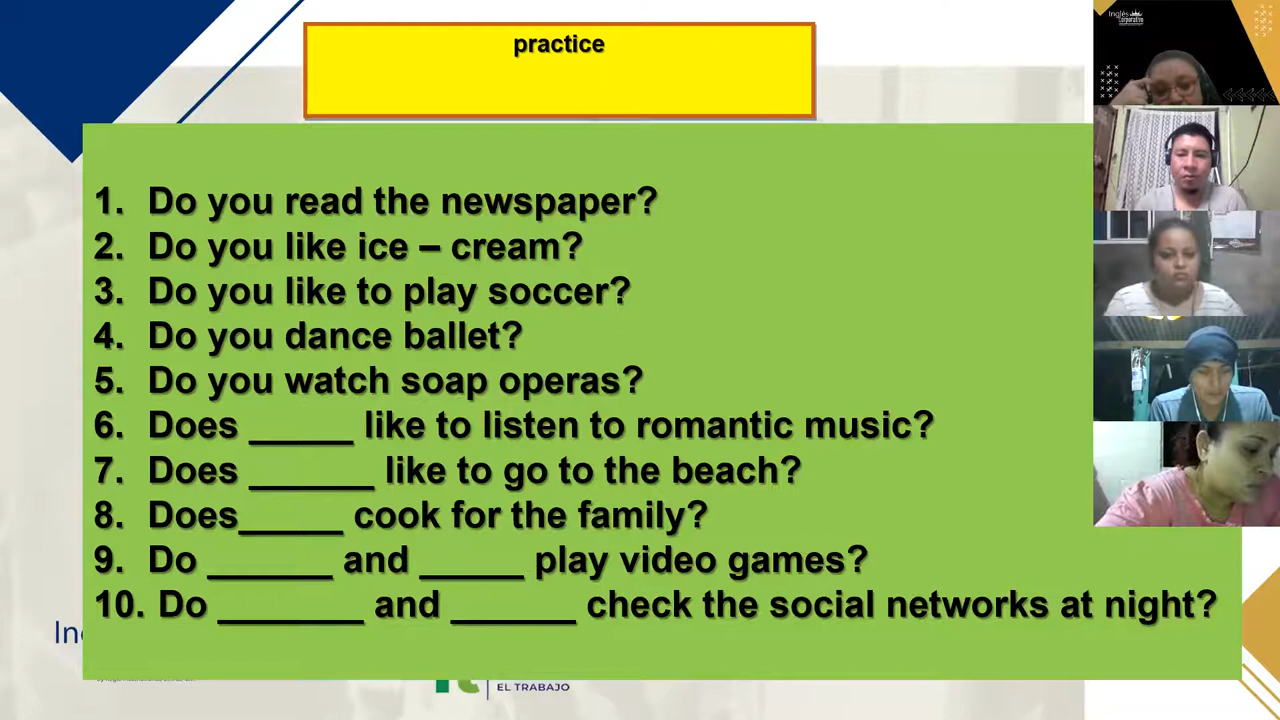 practice
Inglés
Corporativo
1. Do you read the newspaper?
2. Do you like ice – cream?
3. Do you like to play soccer?
4. Do you dance ballet?
5. Do you watch soap operas?
6. Does _____ like to listen to romantic music?
7. Does ______ like to go to the beach?
8. Does_____ cook for the family?
9. Do ______ and _____ play video games?
10. Do _______ and ______ check the social networks at night?
EL TRABAJO